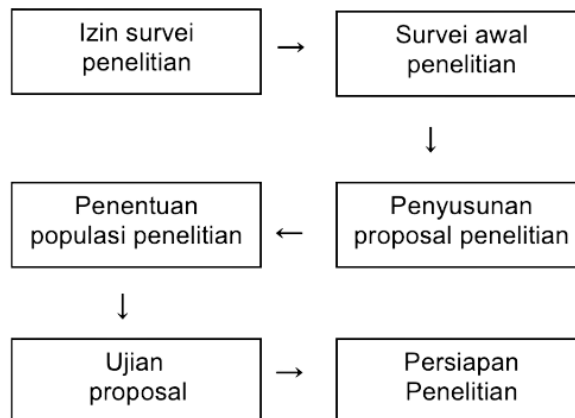 Izin survei
penelitian
→
Survei awal
penelitian
↓
Penyusunan
proposal penelitian
←
Penentuan
populasi penelitian
↓
Ujian
proposal
→
Persiapan
Penelitian